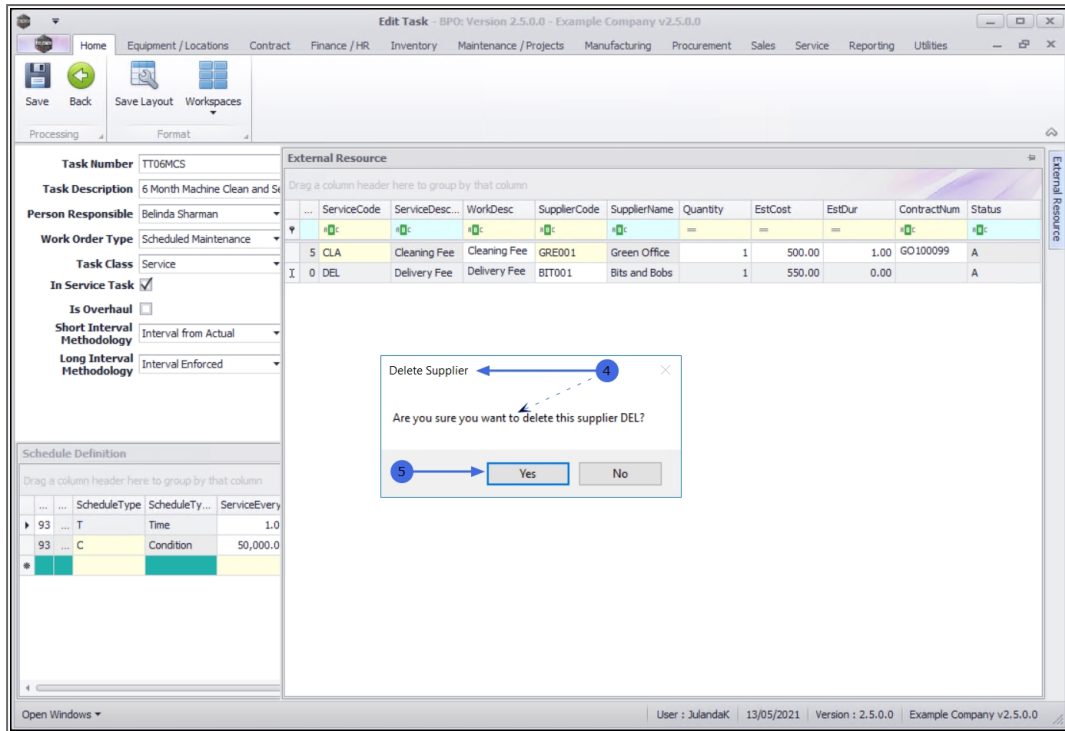 Edit Task - BPO: Version 2.5.0.0 - Example Company v2.5.0.0
Home Equipment / Locations Contract Finance / HR Inventory Maintenance / Projects Manufacturing Procurement Sales Service Reporting Utilities
Save Back Save Layout Workspaces
Processing Format
Task Number TT06MCS
Task Description 6 Month Machine Clean and Se
Person Responsible Belinda Sharman
Work Order Type Scheduled Maintenance
Task Class Service
In Service Task
Is Overhaul
Short Interval Methodology Interval from Actual
Long Interval Methodology Interval Enforced
External Resource
External Resource
Drag a column header here to group by that column
... ServiceCode ServiceDesc... WorkDesc SupplierCode SupplierName Quantity EstCost EstDur ContractNum Status
5 CLA Cleaning Fee Cleaning Fee GRE001 Green Office 1 500.00 1.00 GO100099 A
0 DEL Delivery Fee Delivery Fee BIT001 Bits and Bobs 1 550.00 0.00 A
Delete Supplier 4
Are you sure you want to delete this supplier DEL?
5 Yes No
Schedule Definition
Drag a column header here to group by that column
... ... ScheduleType ScheduleTy... ServiceEvery
93 ... T Time 1.0
93 ... C Condition 50,000.0
Open Windows User : JulandaK 13/05/2021 Version : 2.5.0.0 Example Company v2.5.0.0